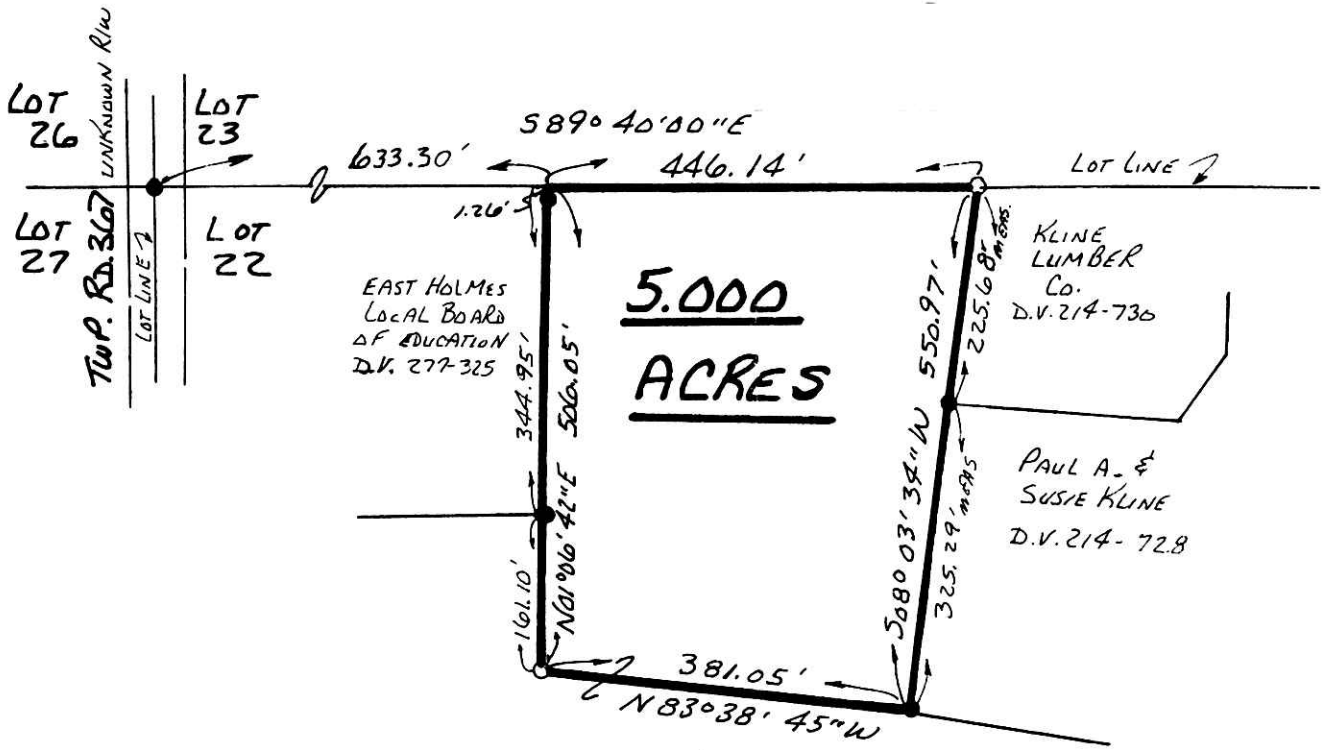 LOT
26
UNKNOWN R/W
LOT
23
S89° 40'00"E
633.30'
446.14'
LOT LINE
1.26'
TWP. RD. 367
LOT
27
LOT LINE
LOT
22
EAST HOLMES
LOCAL BOARD
OF EDUCATION
D.V. 277-325
344.95'
506.05'
N01°06'42"E
161.10'
5.000
ACRES
550.97'
S08° 03' 34" W
225.68' MEAS.
325.29' MEAS
KLINE
LUMBER
Co.
D.V. 214-730
PAUL A. &
SUSIE KLINE
D.V. 214-728
381.05'
N 83°38' 45" W